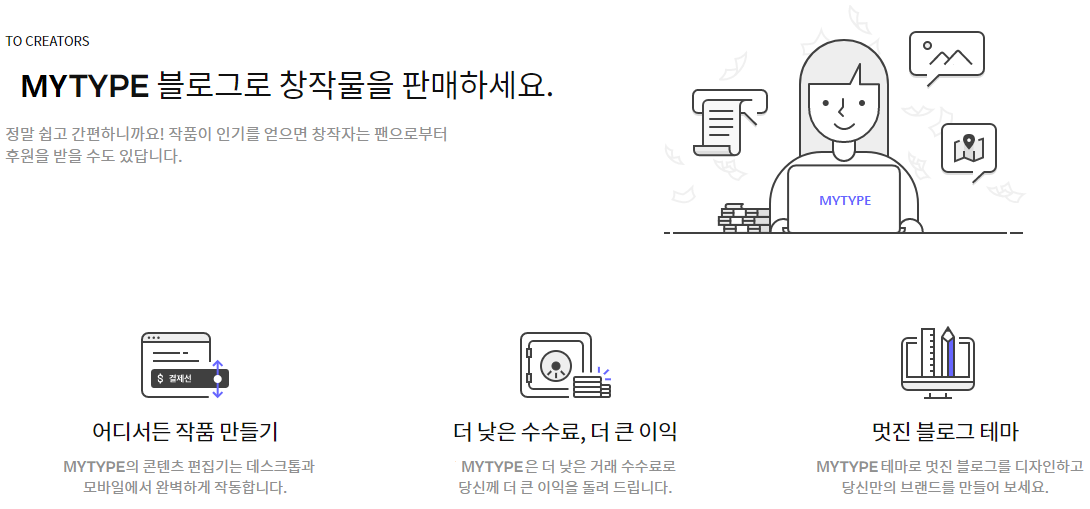 TO CREATORS
MYTYPE 블로그로 창작물을 판매하세요.
정말 쉽고 간편하니까요! 작품이 인기를 얻으면 창작자는 팬으로부터
후원을 받을 수도 있답니다.
MYTYPE
$ 결제선
어디서든 작품 만들기
MYTYPE의 콘텐츠 편집기는 데스크톱과
모바일에서 완벽하게 작동합니다.
더 낮은 수수료, 더 큰 이익
MYTYPE은 더 낮은 거래 수수료로
당신께 더 큰 이익을 돌려 드립니다.
멋진 블로그 테마
MYTYPE 테마로 멋진 블로그를 디자인하고
당신만의 브랜드를 만들어 보세요.